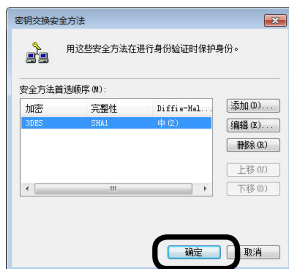 密钥交换安全方法
用这些安全方法在进行身份验证时保护身份。
安全方法首选顺序(M):
加密 完整性 Diffie-Hel...
3DES SHA1 中(2)
添加(D)...
编辑(E)...
删除(R)
上移(U)
下移(O)
确定 取消